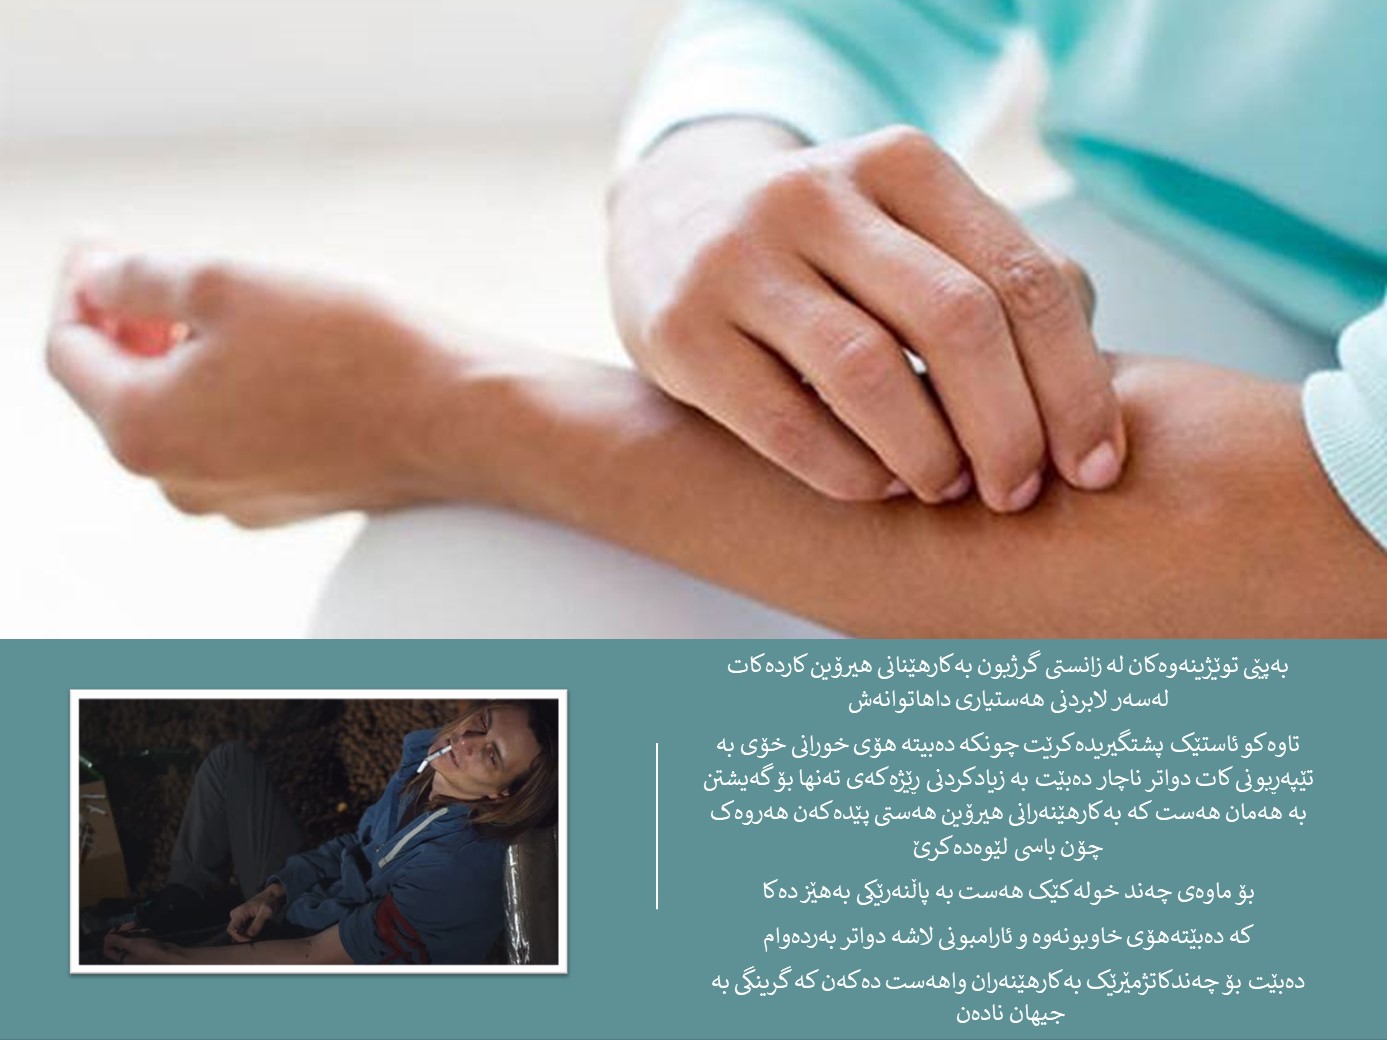 بەپێی توێژینەوەکان لە زانستی گرژبون بەکارهێنانی هیرۆین کاردەکات
لەسەر لابردنی هەستیاری داهاتوانەش
تاوەکو ئاستێک پشتگیریدەکرێت چونکە دەبیتە هۆی خورانی خۆی بە
تێپەڕبونی کات دواتر ناچار دەبێت بە زیادکردنی ڕێژەکەی تەنها بۆ گەیشتن
بە هەمان هەست کە بەکارهێنەرانی هیرۆین هەستی پێدەکەن هەروەک
چۆن باسی لێوەدەکرێ
بۆ ماوەی چەند خولەکێک هەست بە پاڵنەرێکی بەهێز دەکا
کە دەبێتەهۆی خاوبونەوە و ئارامبونی لاشە دواتر بەردەوام
دەبێت بۆ چەندکاتژمێرێک بەکارهێنەران واهەست دەکەن کە گرینگی بە
جیهان نادەن